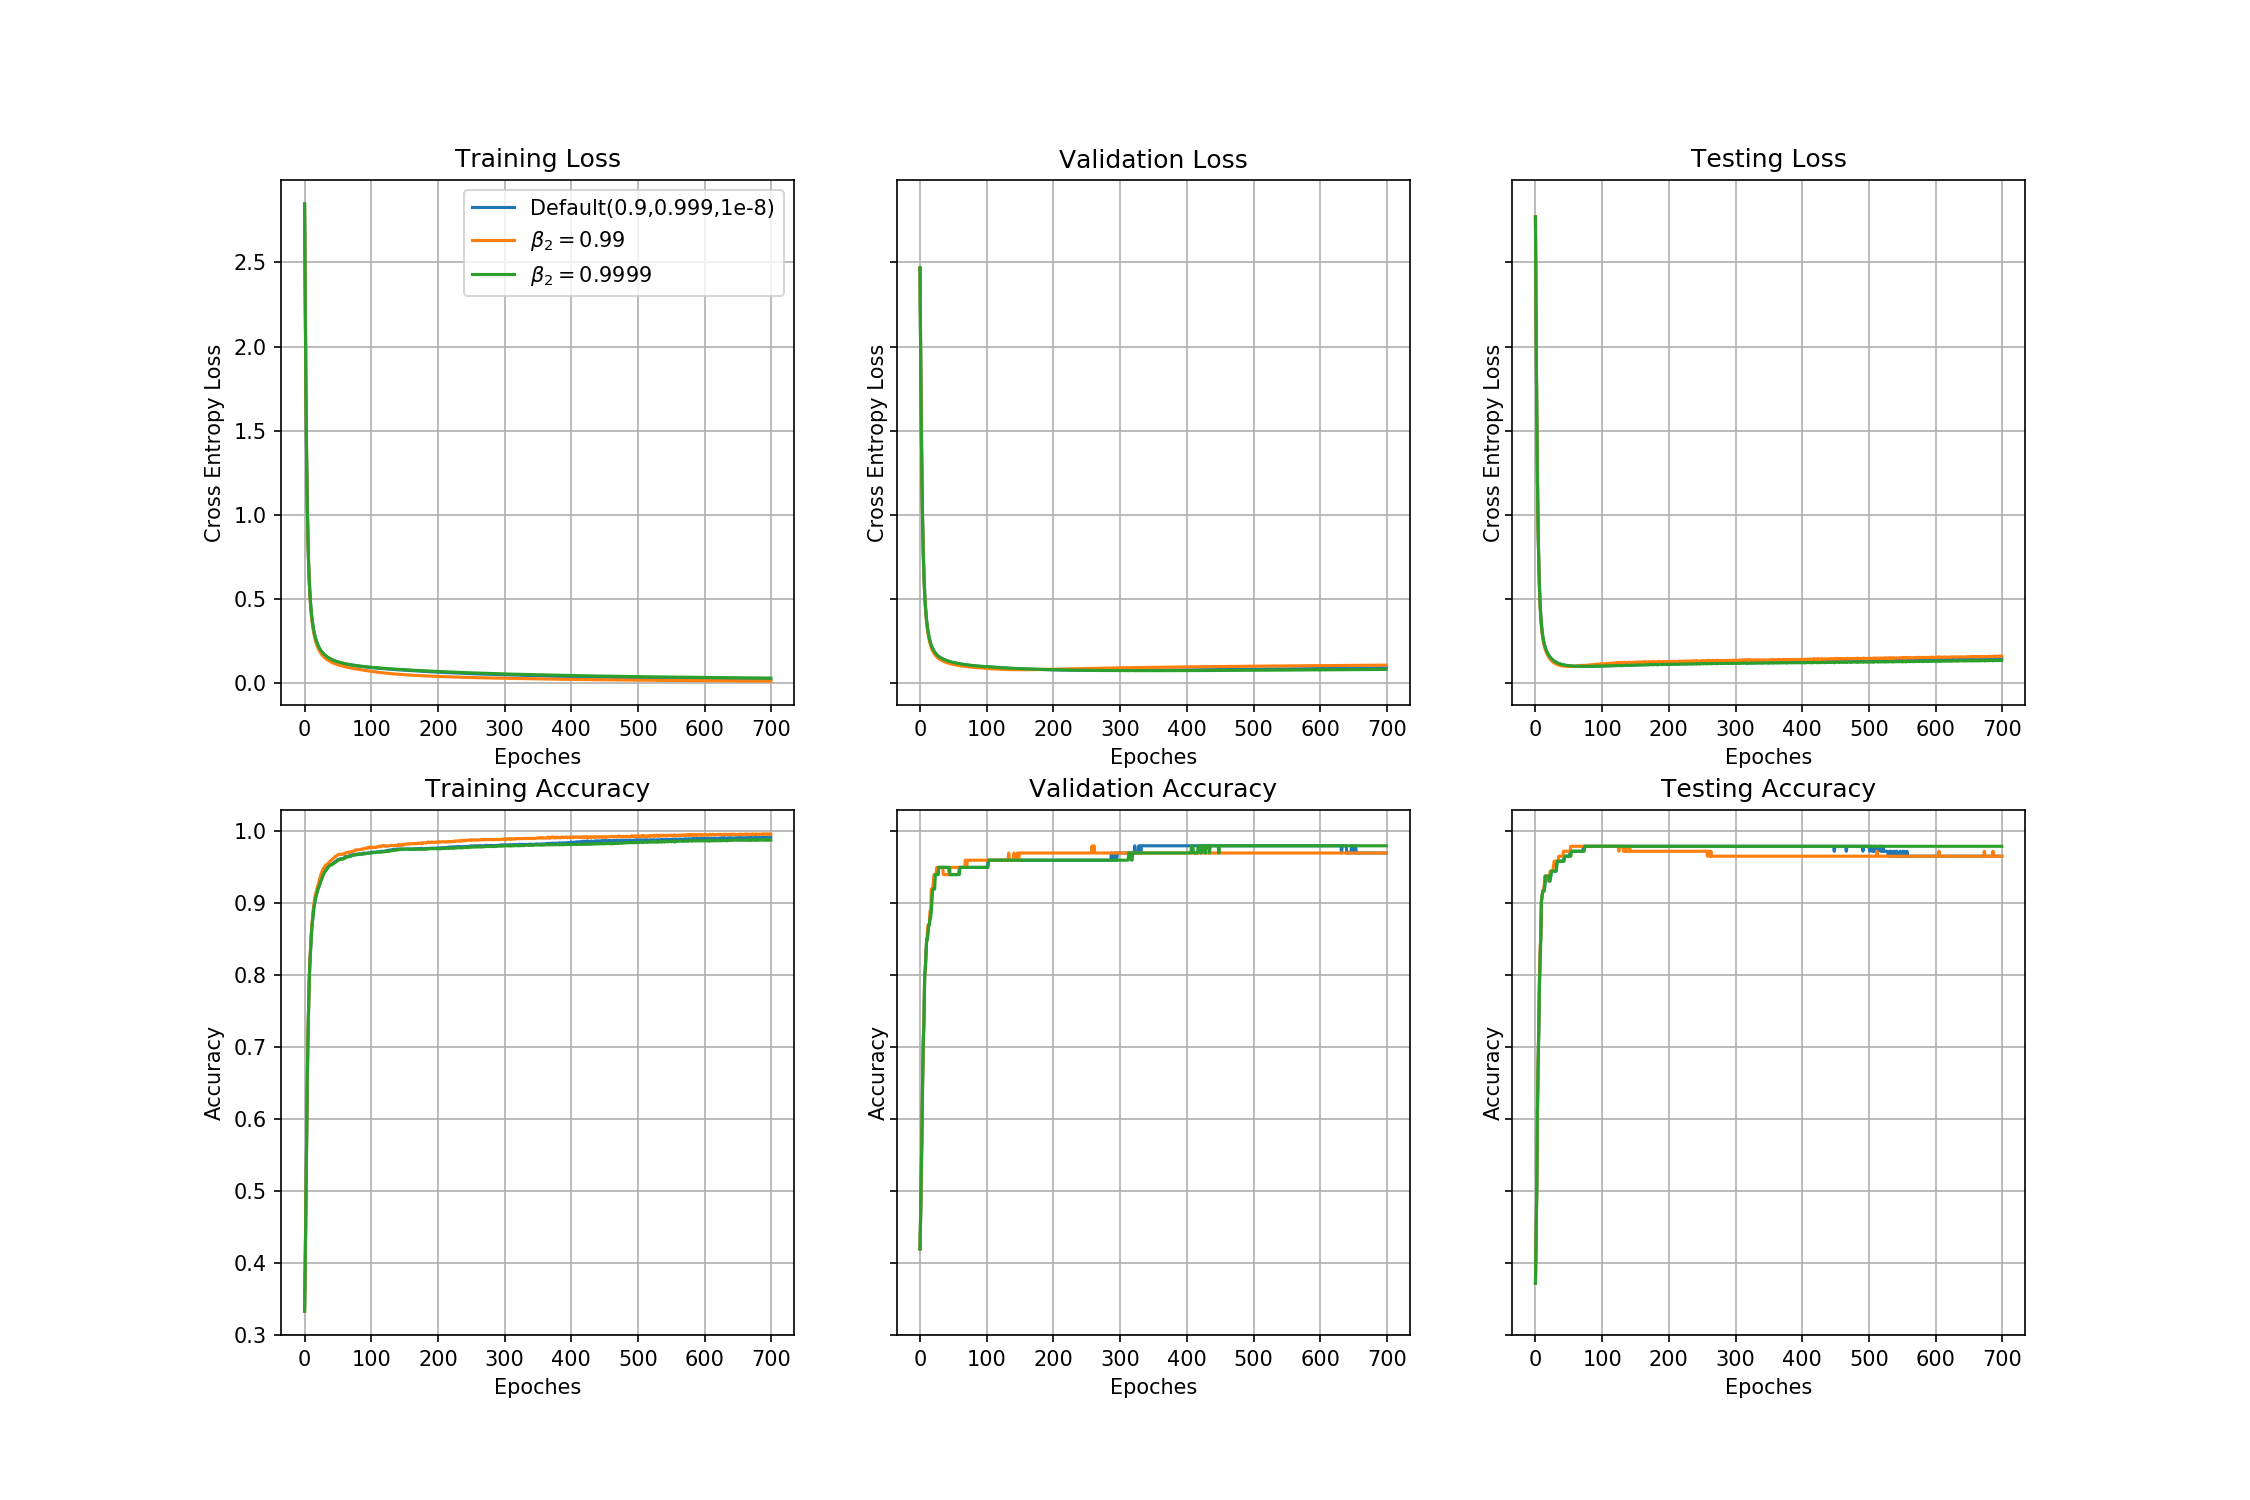 Training Loss
Validation Loss
Testing Loss
Default(0.9,0.999,1e-8)
β₂ = 0.99
β₂ = 0.9999
Cross Entropy Loss
2.5
2.0
1.5
1.0
0.5
0.0
0 100 200 300 400 500 600 700
Epoches
Cross Entropy Loss
0 100 200 300 400 500 600 700
Epoches
Cross Entropy Loss
0 100 200 300 400 500 600 700
Epoches
Training Accuracy
Validation Accuracy
Testing Accuracy
Accuracy
1.0
0.9
0.8
0.7
0.6
0.5
0.4
0.3
0 100 200 300 400 500 600 700
Epoches
Accuracy
0 100 200 300 400 500 600 700
Epoches
Accuracy
0 100 200 300 400 500 600 700
Epoches